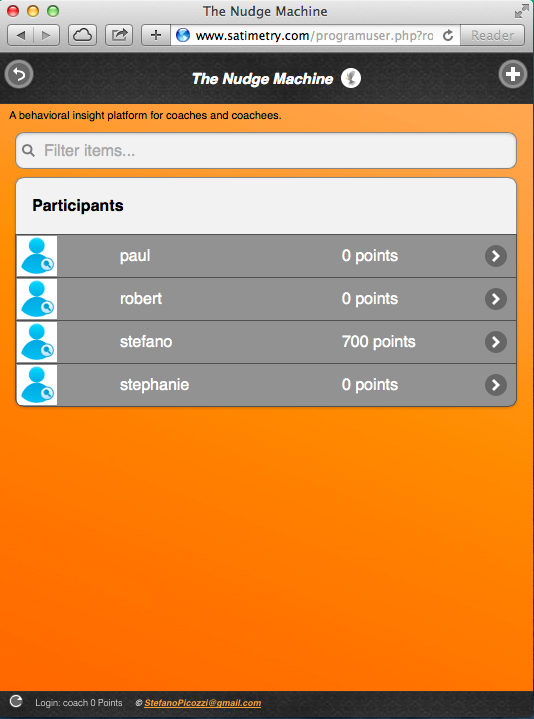 The Nudge Machine
www.satimetry.com/programuser.php?ro
Reader
The Nudge Machine
A behavioral insight platform for coaches and coachees.
Filter items...
Participants
paul 0 points
robert 0 points
stefano 700 points
stephanie 0 points
Login: coach 0 Points © StefanoPicozzi@gmail.com